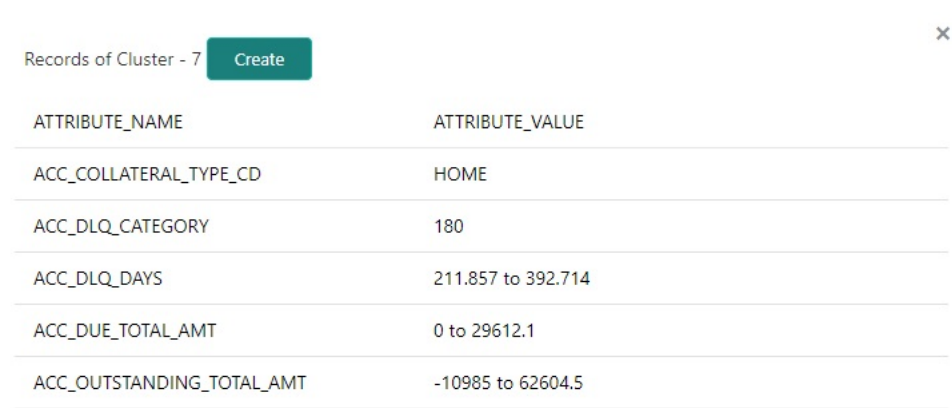 Records of Cluster - 7 Create
ATTRIBUTE_NAME ATTRIBUTE_VALUE
ACC_COLLATERAL_TYPE_CD HOME
ACC_DLQ_CATEGORY 180
ACC_DLQ_DAYS 211.857 to 392.714
ACC_DUE_TOTAL_AMT 0 to 29612.1
ACC_OUTSTANDING_TOTAL_AMT -10985 to 62604.5